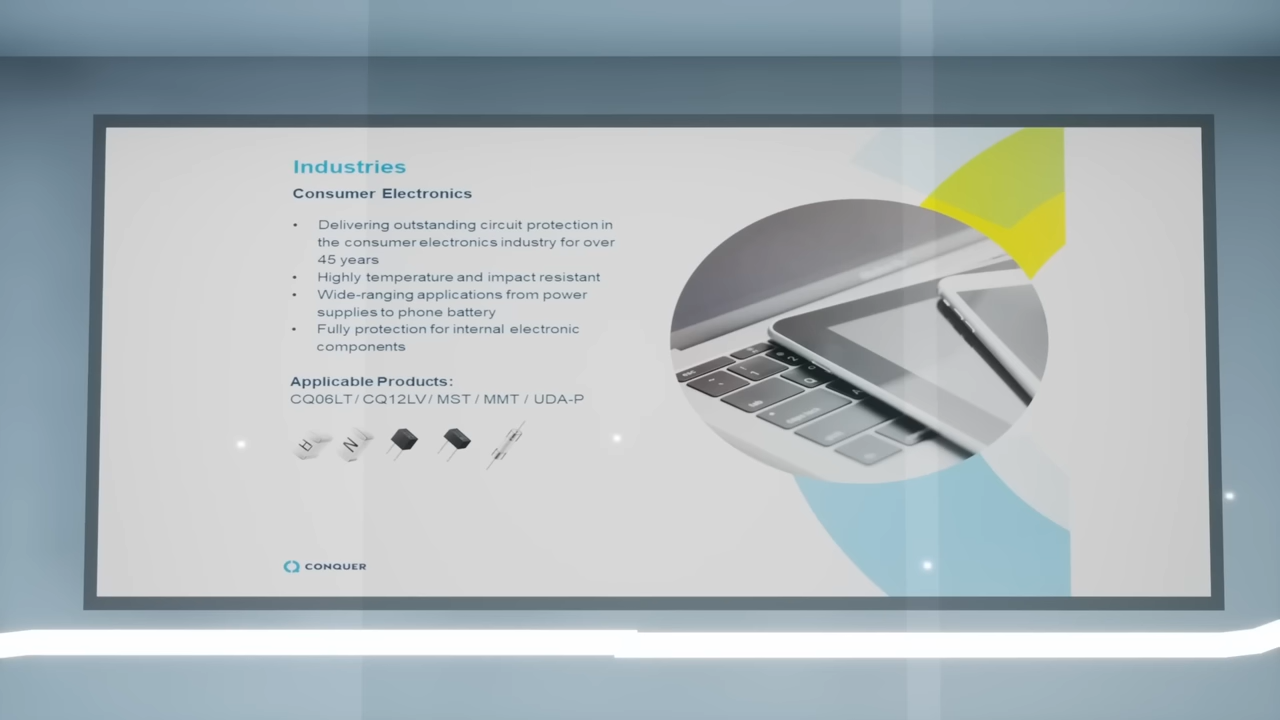 Industries
Consumer Electronics
• Delivering outstanding circuit protection in
the consumer electronics industry for over
45 years
• Highly temperature and impact resistant
• Wide-ranging applications from power
supplies to phone battery
• Fully protection for internal electronic
components
Applicable Products:
CQ06LT / CQ12LV / MST / MMT / UDA-P
H N
esc
tab
CONQUER